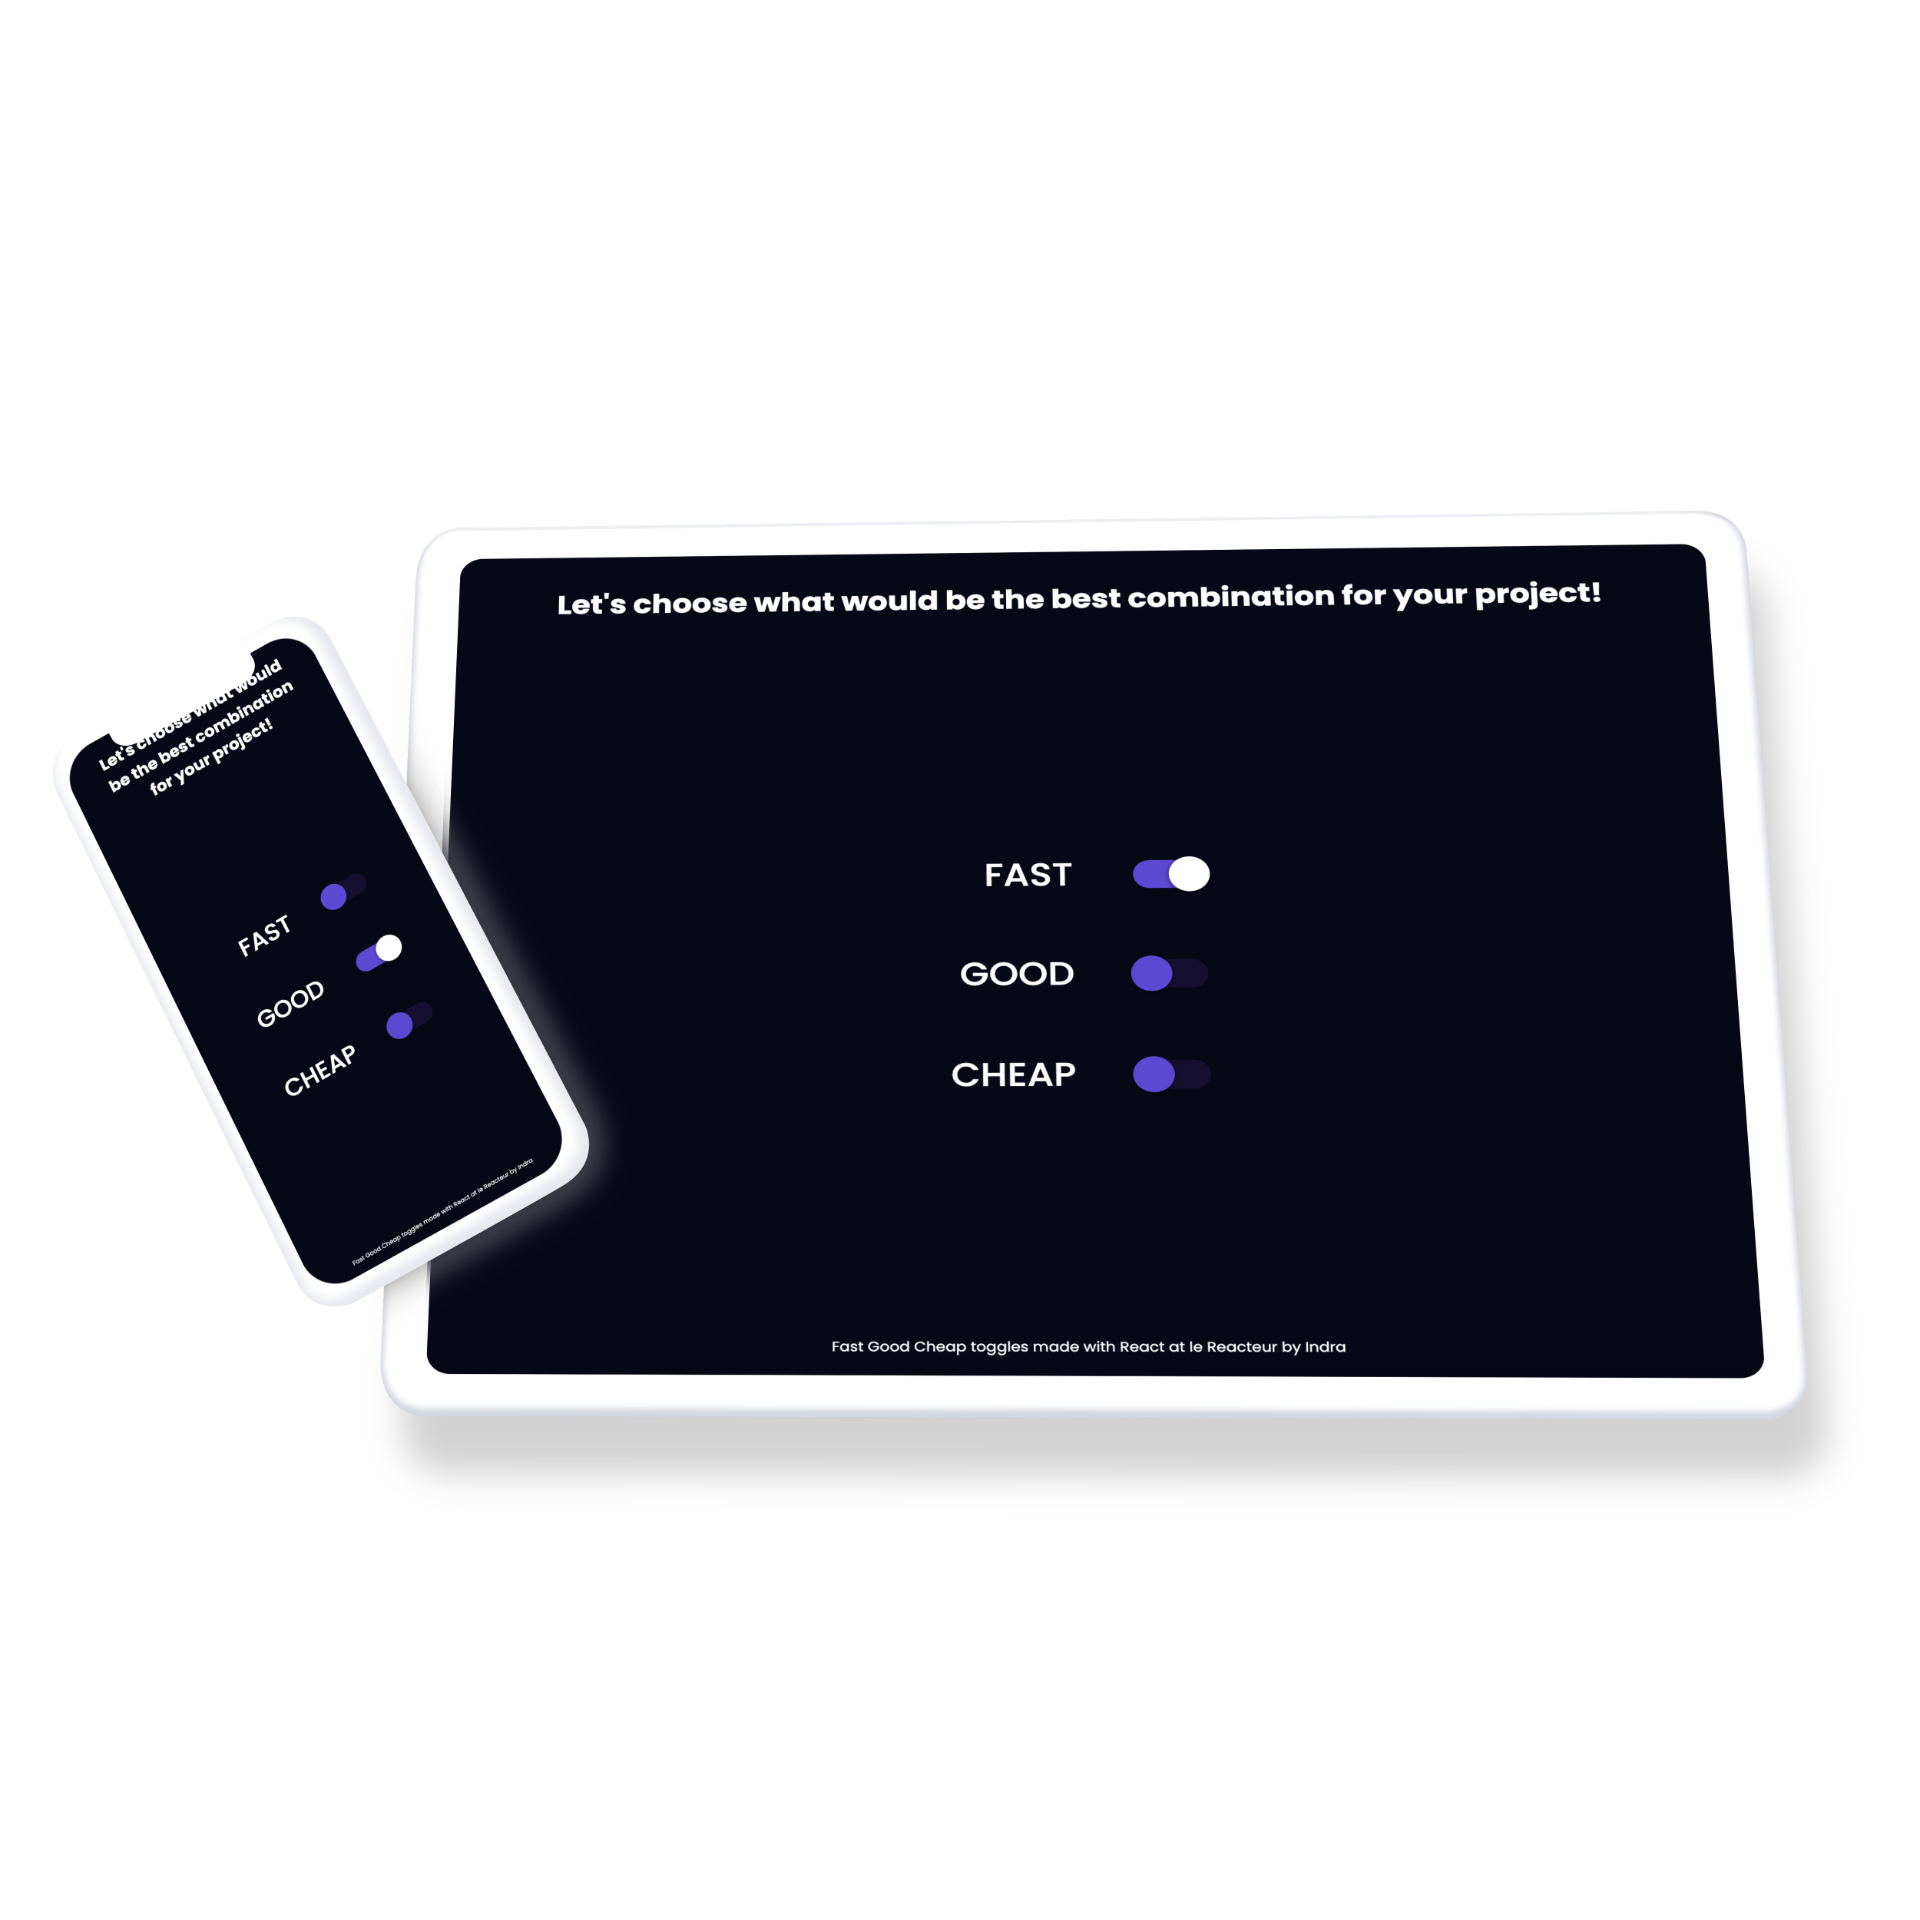 Let's choose what would
be the best combination
for your project!
FAST
GOOD
CHEAP
Fast Good Cheap toggles made with React at le Reacteur by Indra
Let's choose what would be the best combination for your project!
FAST
GOOD
CHEAP
Fast Good Cheap toggles made with React at le Reacteur by Indra